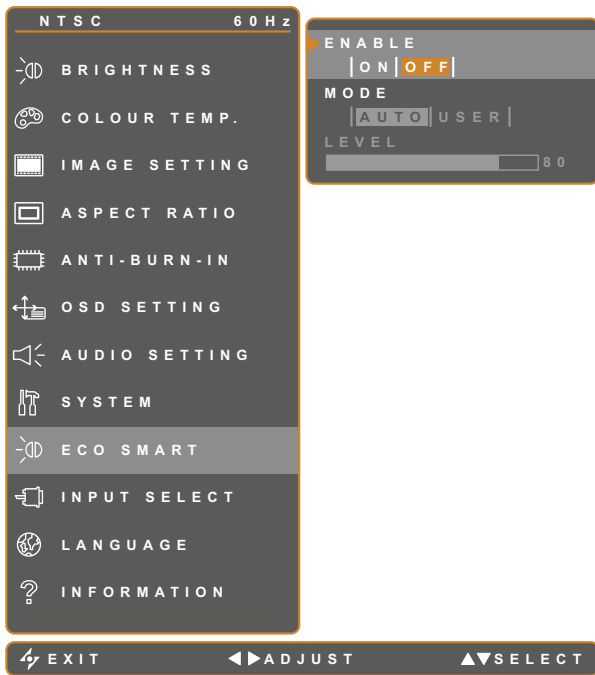 NTSC 60Hz
BRIGHTNESS
COLOUR TEMP.
IMAGE SETTING
ASPECT RATIO
ANTI-BURN-IN
OSD SETTING
AUDIO SETTING
SYSTEM
ECO SMART
INPUT SELECT
LANGUAGE
INFORMATION
ENABLE
ON OFF
MODE
AUTO USER
LEVEL
80
EXIT ADJUST SELECT